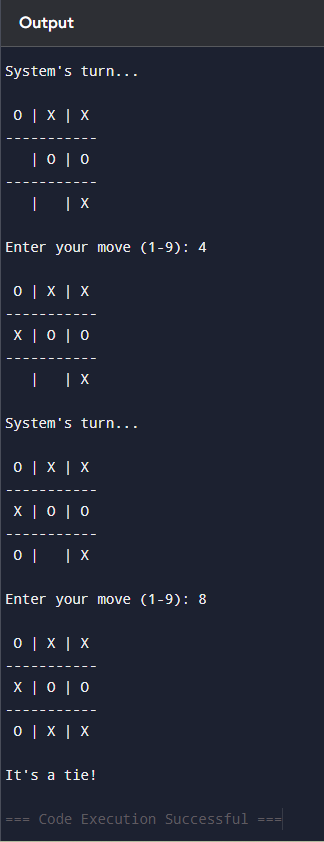 Output
System's turn...
O | X | X
-----------
  | O | O
-----------
  |   | X
Enter your move (1-9): 4
O | X | X
-----------
X | O | O
-----------
  |   | X
System's turn...
O | X | X
-----------
X | O | O
-----------
O |   | X
Enter your move (1-9): 8
O | X | X
-----------
X | O | O
-----------
O | X | X
It's a tie!
=== Code Execution Successful ===